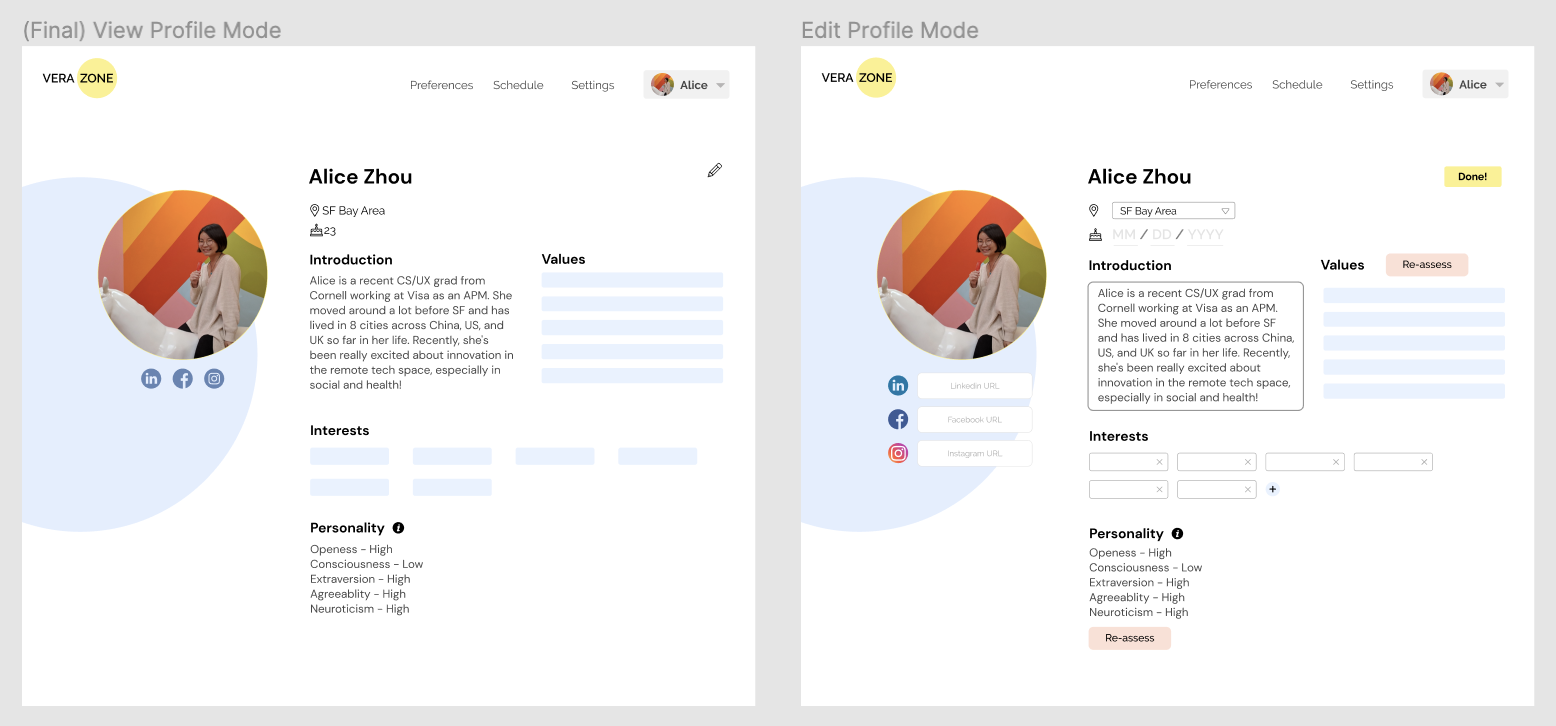 (Final) View Profile Mode
VERA ZONE
Preferences
Schedule
Settings
Alice
Alice Zhou
SF Bay Area
23
Introduction
Alice is a recent CS/UX grad from
Cornell working at Visa as an APM. She
moved around a lot before SF and has
lived in 8 cities across China, US, and
UK so far in her life. Recently, she's
been really excited about innovation in
the remote tech space, especially in
social and health!
Values
Interests
Personality
Openess - High
Consciousness - Low
Extraversion - High
Agreeablity - High
Neuroticism - High
Edit Profile Mode
VERA ZONE
Preferences
Schedule
Settings
Alice
Alice Zhou
Done!
SF Bay Area
MM / DD / YYYY
Introduction
Alice is a recent CS/UX grad from
Cornell working at Visa as an APM.
She moved around a lot before SF
and has lived in 8 cities across China,
US, and UK so far in her life. Recently,
she's been really excited about
innovation in the remote tech space,
especially in social and health!
Values
Re-assess
Linkedin URL
Facebook URL
Instagram URL
Interests
Personality
Openess - High
Consciousness - Low
Extraversion - High
Agreeablity - High
Neuroticism - High
Re-assess